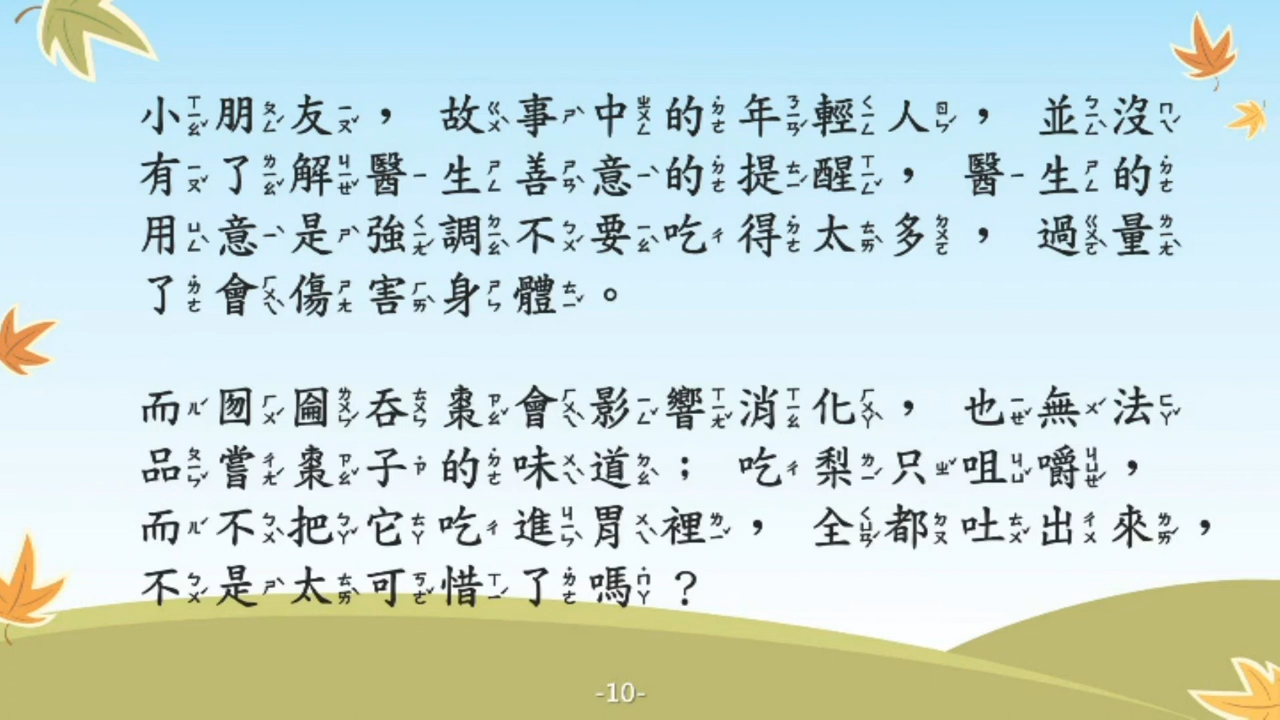 小朋友，故事中的年輕人，並沒
有了解醫生善意的提醒，醫生的
用意是強調不要吃得太多，過量
了會傷害身體。
而囫圇吞棗會影響消化，也無法
品嘗棗子的味道；吃梨只咀嚼，
而不把它吃進胃裡，全都吐出來，
不是太可惜了嗎？
-10-